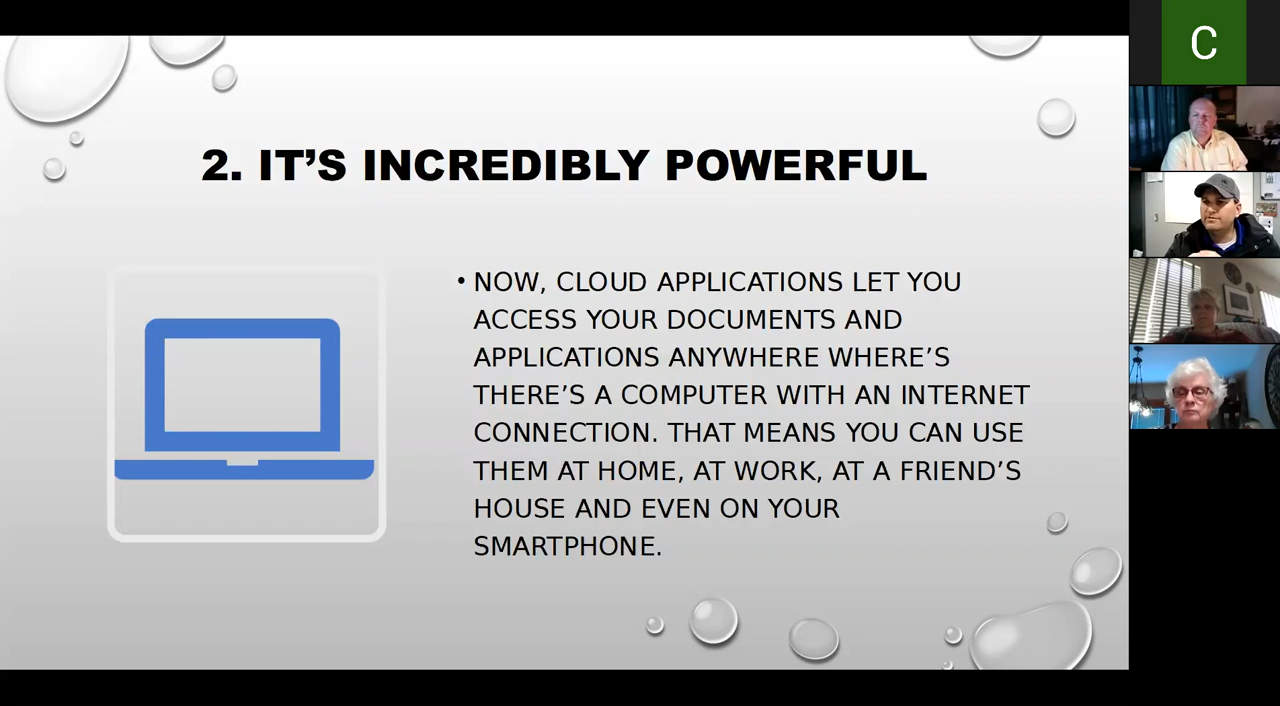 C
2. IT’S INCREDIBLY POWERFUL
• NOW, CLOUD APPLICATIONS LET YOU
ACCESS YOUR DOCUMENTS AND
APPLICATIONS ANYWHERE WHERE’S
THERE’S A COMPUTER WITH AN INTERNET
CONNECTION. THAT MEANS YOU CAN USE
THEM AT HOME, AT WORK, AT A FRIEND’S
HOUSE AND EVEN ON YOUR
SMARTPHONE.